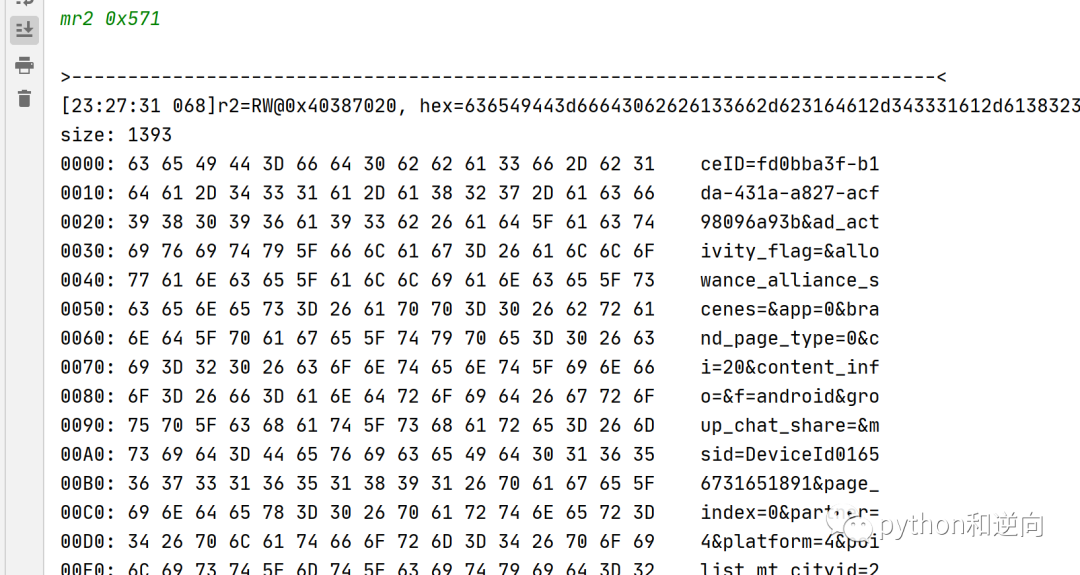 mr2 0x571
>-----------------------------------------------------------------------------<
[23:27:31 068]r2=RW@0x40387020, hex=636549443d66643062626133662d623164612d343331612d6138323
size: 1393
0000: 63 65 49 44 3D 66 64 30 62 62 61 33 66 2D 62 31    ceID=fd0bba3f-b1
0010: 64 61 2D 34 33 31 61 2D 61 38 32 37 2D 61 63 66    da-431a-a827-acf
0020: 39 38 30 39 36 61 39 33 62 26 61 64 5F 61 63 74    98096a93b&ad_act
0030: 69 76 69 74 79 5F 66 6C 61 67 3D 26 61 6C 6C 6F    ivity_flag=&allo
0040: 77 61 6E 63 65 5F 61 6C 6C 69 61 6E 63 65 5F 73    wance_alliance_s
0050: 63 65 6E 65 73 3D 26 61 70 70 3D 30 26 62 72 61    cenes=&app=0&bra
0060: 6E 64 5F 70 61 67 65 5F 74 79 70 65 3D 30 26 63    nd_page_type=0&c
0070: 69 3D 32 30 26 63 6F 6E 74 65 6E 74 5F 69 6E 66    i=20&content_inf
0080: 6F 3D 26 66 3D 61 6E 64 72 6F 69 64 26 67 72 6F    o=&f=android&gro
0090: 75 70 5F 63 68 61 74 5F 73 68 61 72 65 3D 26 6D    up_chat_share=&m
00A0: 73 69 64 3D 44 65 76 69 63 65 49 64 30 31 36 35    sid=DeviceId0165
00B0: 36 37 33 31 36 35 31 38 39 31 26 70 61 67 65 5F    6731651891&page_
00C0: 69 6E 64 65 78 3D 30 26 70 61 72 74 6E 65 72 3D    index=0&partner=
00D0: 34 26 70 6C 61 74 66 6F 72 6D 3D 34 26 70 6F 69    4&platform=4&poi
00E0: 6C 69 73 74 5F 6D 74 5F 63 69 74 79 69 64 3D 32    list_mt_cityid=2
python和逆向